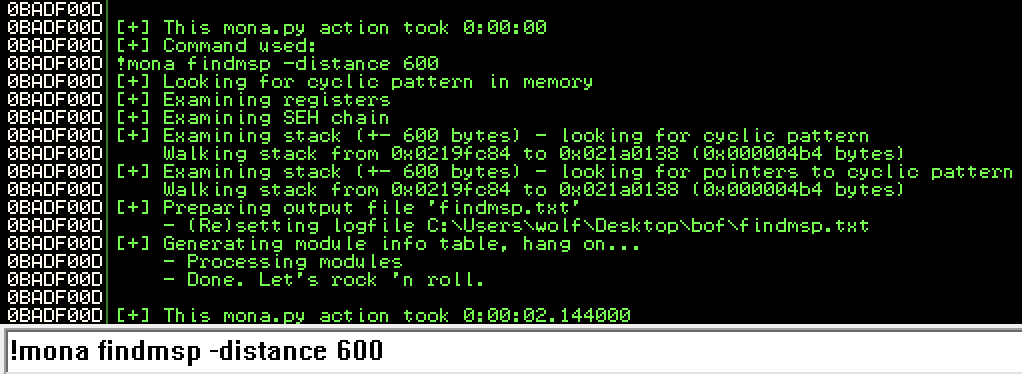 0BADF00D
0BADF00D [+] This mona.py action took 0:00:00
0BADF00D [+] Command used:
0BADF00D !mona findmsp -distance 600
0BADF00D [+] Looking for cyclic pattern in memory
0BADF00D [+] Examining registers
0BADF00D [+] Examining SEH chain
0BADF00D [+] Examining stack (+- 600 bytes) - looking for cyclic pattern
0BADF00D     Walking stack from 0x0219fc84 to 0x021a0138 (0x000004b4 bytes)
0BADF00D [+] Examining stack (+- 600 bytes) - looking for pointers to cyclic pattern
0BADF00D     Walking stack from 0x0219fc84 to 0x021a0138 (0x000004b4 bytes)
0BADF00D [+] Preparing output file 'findmsp.txt'
0BADF00D     - (Re)setting logfile C:\Users\wolf\Desktop\bof\findmsp.txt
0BADF00D [+] Generating module info table, hang on...
0BADF00D     - Processing modules
0BADF00D     - Done. Let's rock 'n roll.
0BADF00D
0BADF00D [+] This mona.py action took 0:00:02.144000
!mona findmsp -distance 600